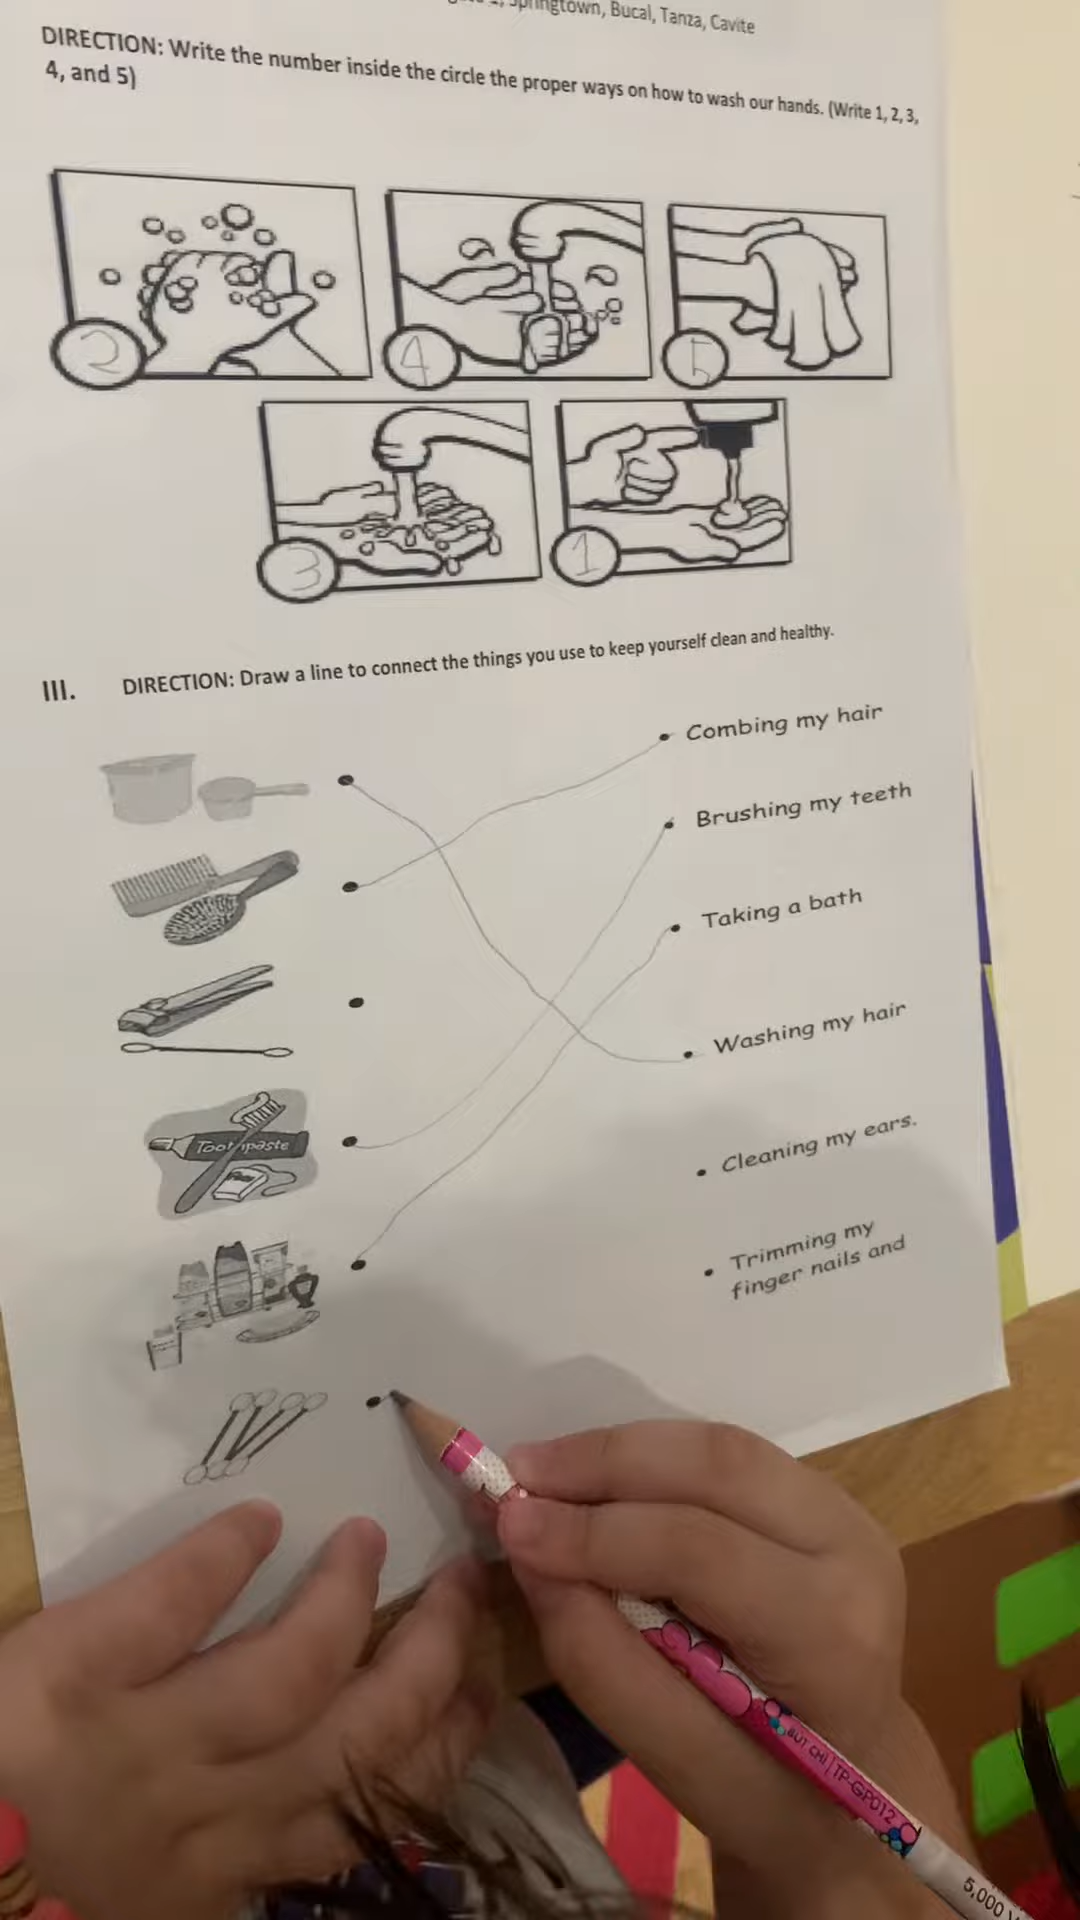 Springtown, Bucal, Tanza, Cavite
DIRECTION: Write the number inside the circle the proper ways on how to wash our hands. (Write 1, 2, 3,
4, and 5)
2
4
5
3
1
III. DIRECTION: Draw a line to connect the things you use to keep yourself clean and healthy.
Combing my hair
Brushing my teeth
Taking a bath
Washing my hair
Toothpaste
Cleaning my ears.
Trimming my
finger nails and
BUT CHI | TP-GP012
5,000